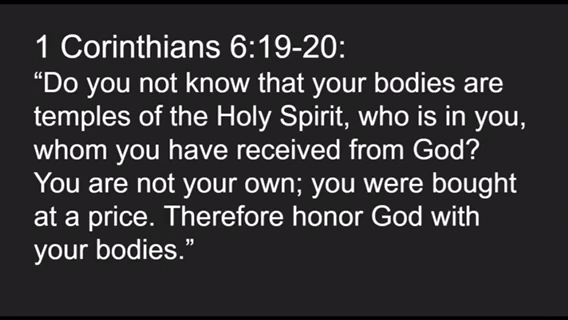 1 Corinthians 6:19-20:
“Do you not know that your bodies are
temples of the Holy Spirit, who is in you,
whom you have received from God?
You are not your own; you were bought
at a price. Therefore honor God with
your bodies.”